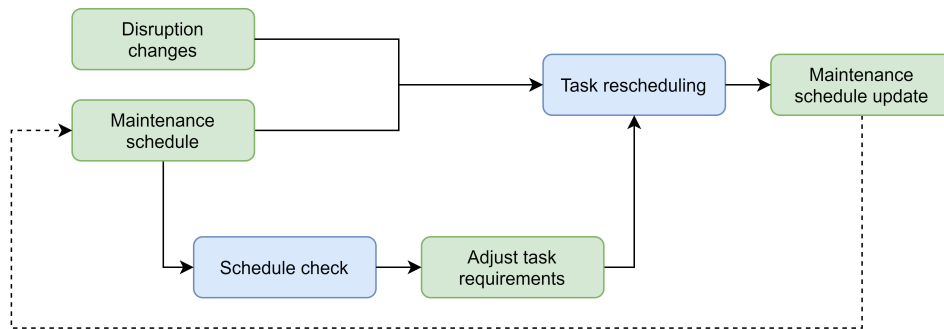 Disruption
changes
Maintenance
schedule
Task rescheduling
Maintenance
schedule update
Schedule check
Adjust task
requirements